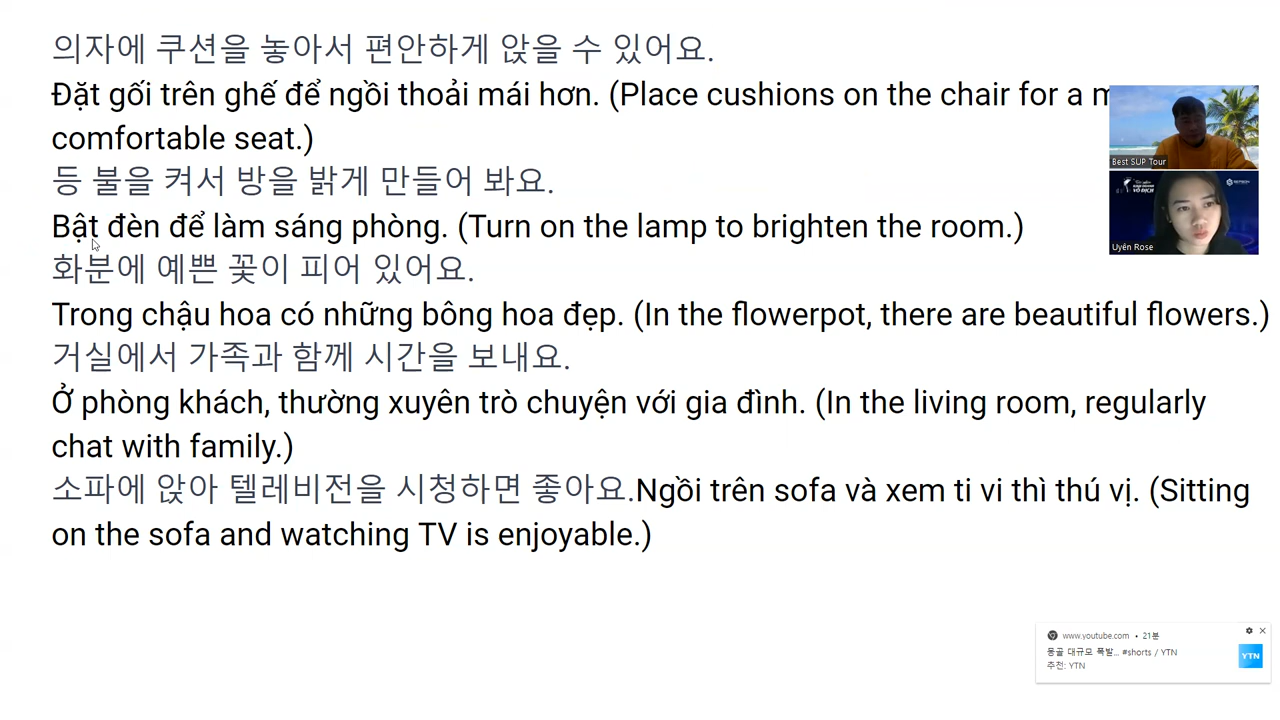 의자에 쿠션을 놓아서 편안하게 앉을 수 있어요.
Đặt gối trên ghế để ngồi thoải mái hơn. (Place cushions on the chair for a
comfortable seat.)
등 불을 켜서 방을 밝게 만들어 봐요.
Bật đèn để làm sáng phòng. (Turn on the lamp to brighten the room.)
화분에 예쁜 꽃이 피어 있어요.
Trong chậu hoa có những bông hoa đẹp. (In the flowerpot, there are beautiful flowers.)
거실에서 가족과 함께 시간을 보내요.
Ở phòng khách, thường xuyên trò chuyện với gia đình. (In the living room, regularly
chat with family.)
소파에 앉아 텔레비전을 시청하면 좋아요.Ngồi trên sofa và xem ti vi thì thú vị. (Sitting
on the sofa and watching TV is enjoyable.)
Best SUP Tour
VÔ ĐỊCH
Uyên Rose
www.youtube.com • 21분
몽골 대규모 폭발... #shorts / YTN
추천: YTN
YTN